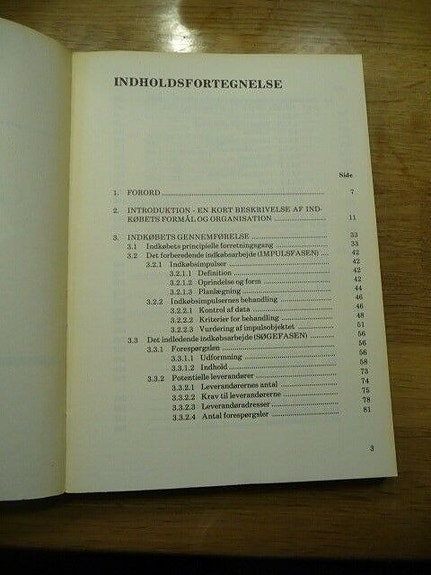 INDHOLDSFORTEGNELSE
Side
1. FORORD ........ 7
2. INTRODUKTION - EN KORT BESKRIVELSE AF IND-
KØBETS FORMÅL OG ORGANISATION ........ 11
3. INDKØBETS GENNEMFØRELSE ........ 33
3.1 Indkøbets principielle forretningsgang ........ 33
3.2 Det forberedende indkøbsarbejde (IMPULSFASEN) .... 42
3.2.1 Indkøbsimpulser ........ 42
3.2.1.1 Definition ........ 42
3.2.1.2 Oprindelse og form ........ 42
3.2.1.3 Planlægning ........ 44
3.2.2 Indkøbsimpulsernes behandling ........ 46
3.2.2.1 Kontrol af data ........ 46
3.2.2.2 Kriterier for behandling ........ 48
3.2.2.3 Vurdering af impulsobjektet ........ 51
3.3 Det indledende indkøbsarbejde (SØGEFASEN) ........ 56
3.3.1 Forespørgslen ........ 56
3.3.1.1 Udformning ........ 56
3.3.1.2 Indhold ........ 58
3.3.2 Potentielle leverandører ........ 73
3.3.2.1 Leverandørernes antal ........ 74
3.3.2.2 Krav til leverandørerne ........ 75
3.3.2.3 Leverandøradresser ........ 78
3.3.2.4 Antal forespørgsler ........ 81
3